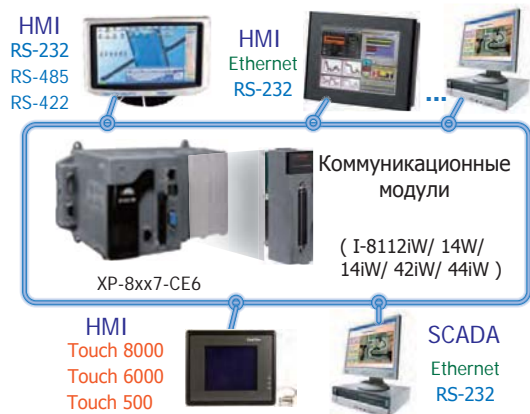 HMI
RS-232
RS-485
RS-422
HMI
Ethernet
RS-232
...
Коммуникационные
модули
( I-8112iW/ 14W/
14iW/ 42iW/ 44iW )
XP-8xx7-CE6
HMI
Touch 8000
Touch 6000
Touch 500
SCADA
Ethernet
RS-232